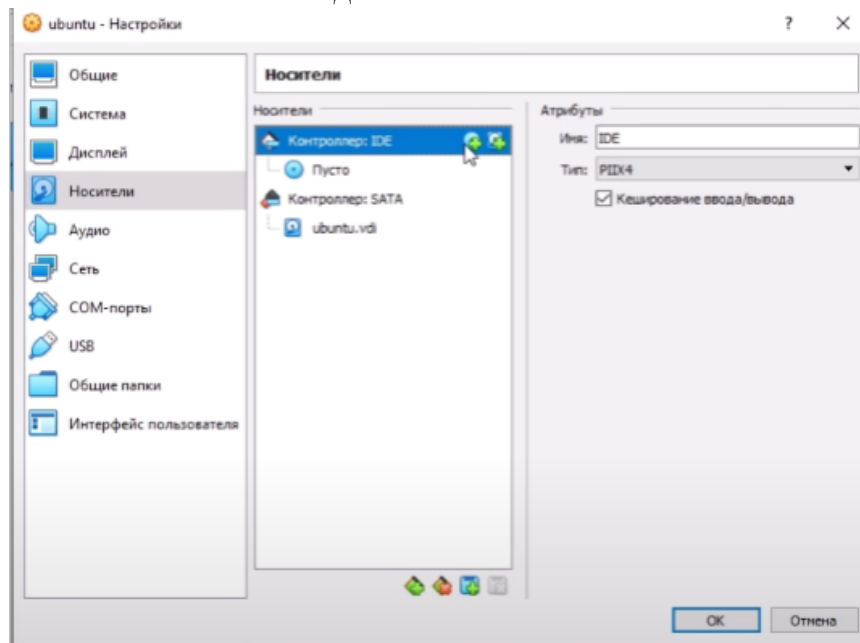 ubuntu - Настройки
?
Общие
Система
Дисплей
Носители
Аудио
Сеть
COM-порты
USB
Общие папки
Интерфейс пользователя
Носители
Носители
Контроллер: IDE
Пусто
Контроллер: SATA
ubuntu.vdi
Атрибуты
Имя: IDE
Тип: PIIX4
Кеширование ввода/вывода
OK Отмена